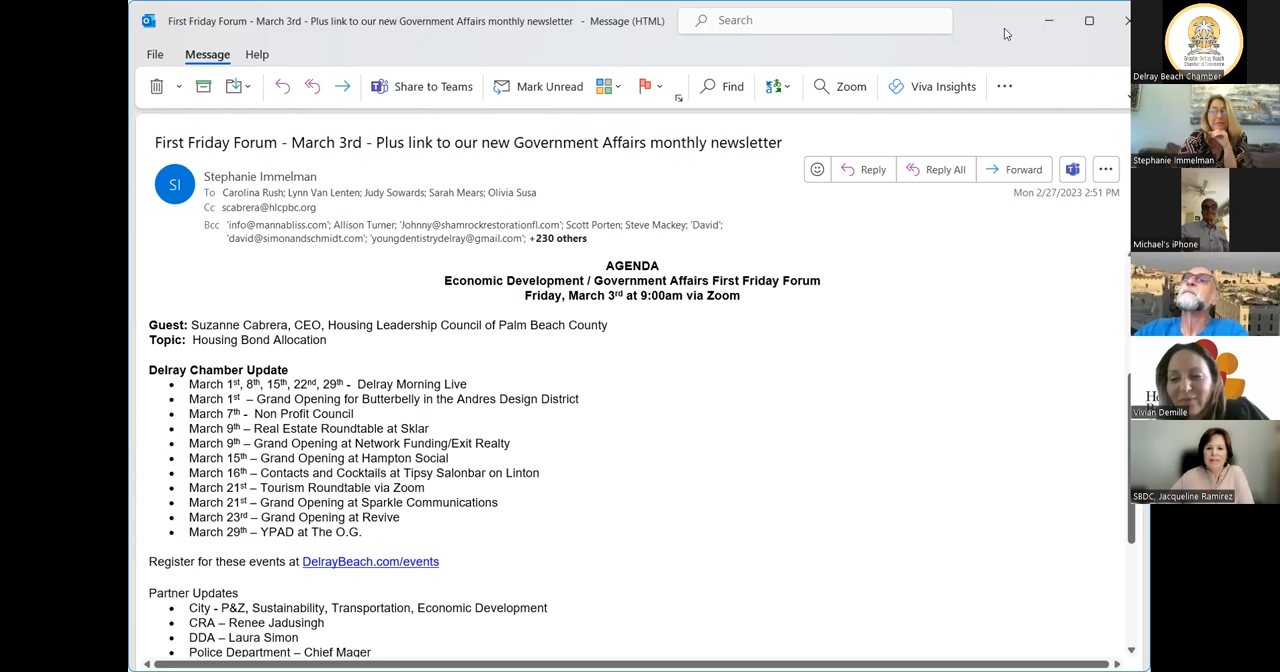 First Friday Forum - March 3rd - Plus link to our new Government Affairs monthly newsletter - Message (HTML)
Search
File Message Help
Share to Teams
Mark Unread
Find
Zoom
Viva Insights
First Friday Forum - March 3rd - Plus link to our new Government Affairs monthly newsletter
SI
Stephanie Immelman
To Carolina Rush; Lynn Van Lenten; Judy Sowards; Sarah Mears; Olivia Susa
Cc scabrera@hlcpbc.org
Bcc 'info@mannabliss.com'; Allison Turner; 'Johnny@shamrockrestorationfl.com'; Scott Porten; Steve Mackey; 'David';
'david@simonandschmidt.com'; 'youngdentistrydelray@gmail.com'; +230 others
Reply
Reply All
Forward
Mon 2/27/2023 2:51 PM
AGENDA
Economic Development / Government Affairs First Friday Forum
Friday, March 3rd at 9:00am via Zoom
Guest: Suzanne Cabrera, CEO, Housing Leadership Council of Palm Beach County
Topic: Housing Bond Allocation
Delray Chamber Update
• March 1st, 8th, 15th, 22nd, 29th - Delray Morning Live
• March 1st – Grand Opening for Butterbelly in the Andres Design District
• March 7th - Non Profit Council
• March 9th – Real Estate Roundtable at Sklar
• March 9th – Grand Opening at Network Funding/Exit Realty
• March 15th – Grand Opening at Hampton Social
• March 16th – Contacts and Cocktails at Tipsy Salonbar on Linton
• March 21st – Tourism Roundtable via Zoom
• March 21st – Grand Opening at Sparkle Communications
• March 23rd – Grand Opening at Revive
• March 29th – YPAD at The O.G.
Register for these events at DelrayBeach.com/events
Partner Updates
• City - P&Z, Sustainability, Transportation, Economic Development
• CRA – Renee Jadusingh
• DDA – Laura Simon
• Police Department – Chief Mager
Greater Delray Beach
Chamber of Commerce
Delray Beach Chamber
Stephanie Immelman
Michael's iPhone
Vivian Demille
SBDC, Jacqueline Ramirez